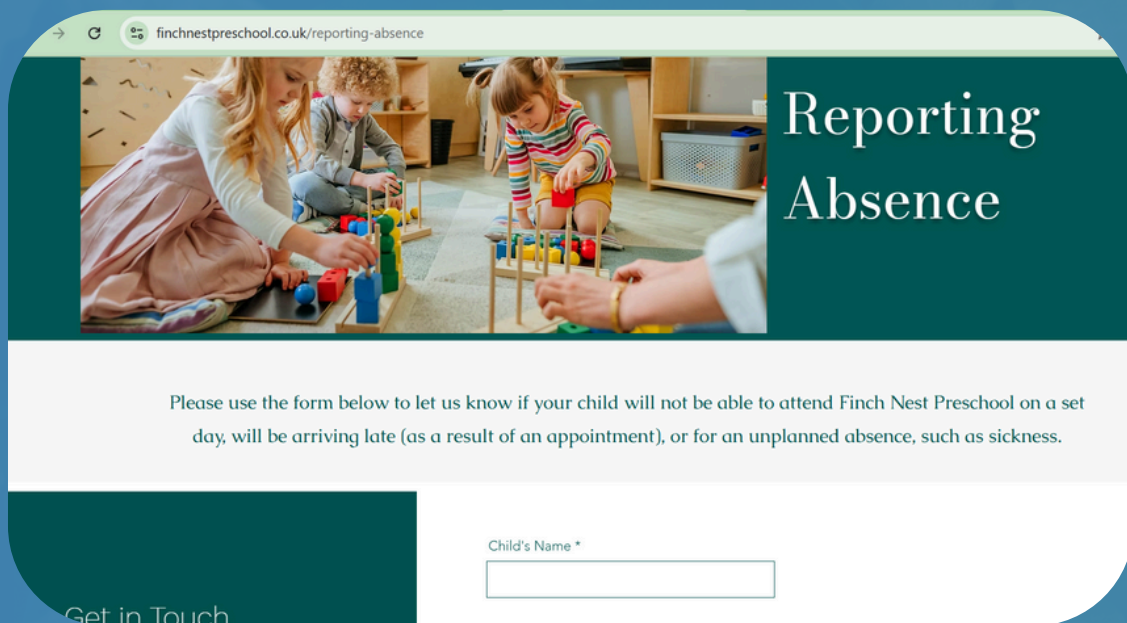 finchnestpreschool.co.uk/reporting-absence
Reporting
Absence
Please use the form below to let us know if your child will not be able to attend Finch Nest Preschool on a set
day, will be arriving late (as a result of an appointment), or for an unplanned absence, such as sickness.
Child's Name *
Get in Touch